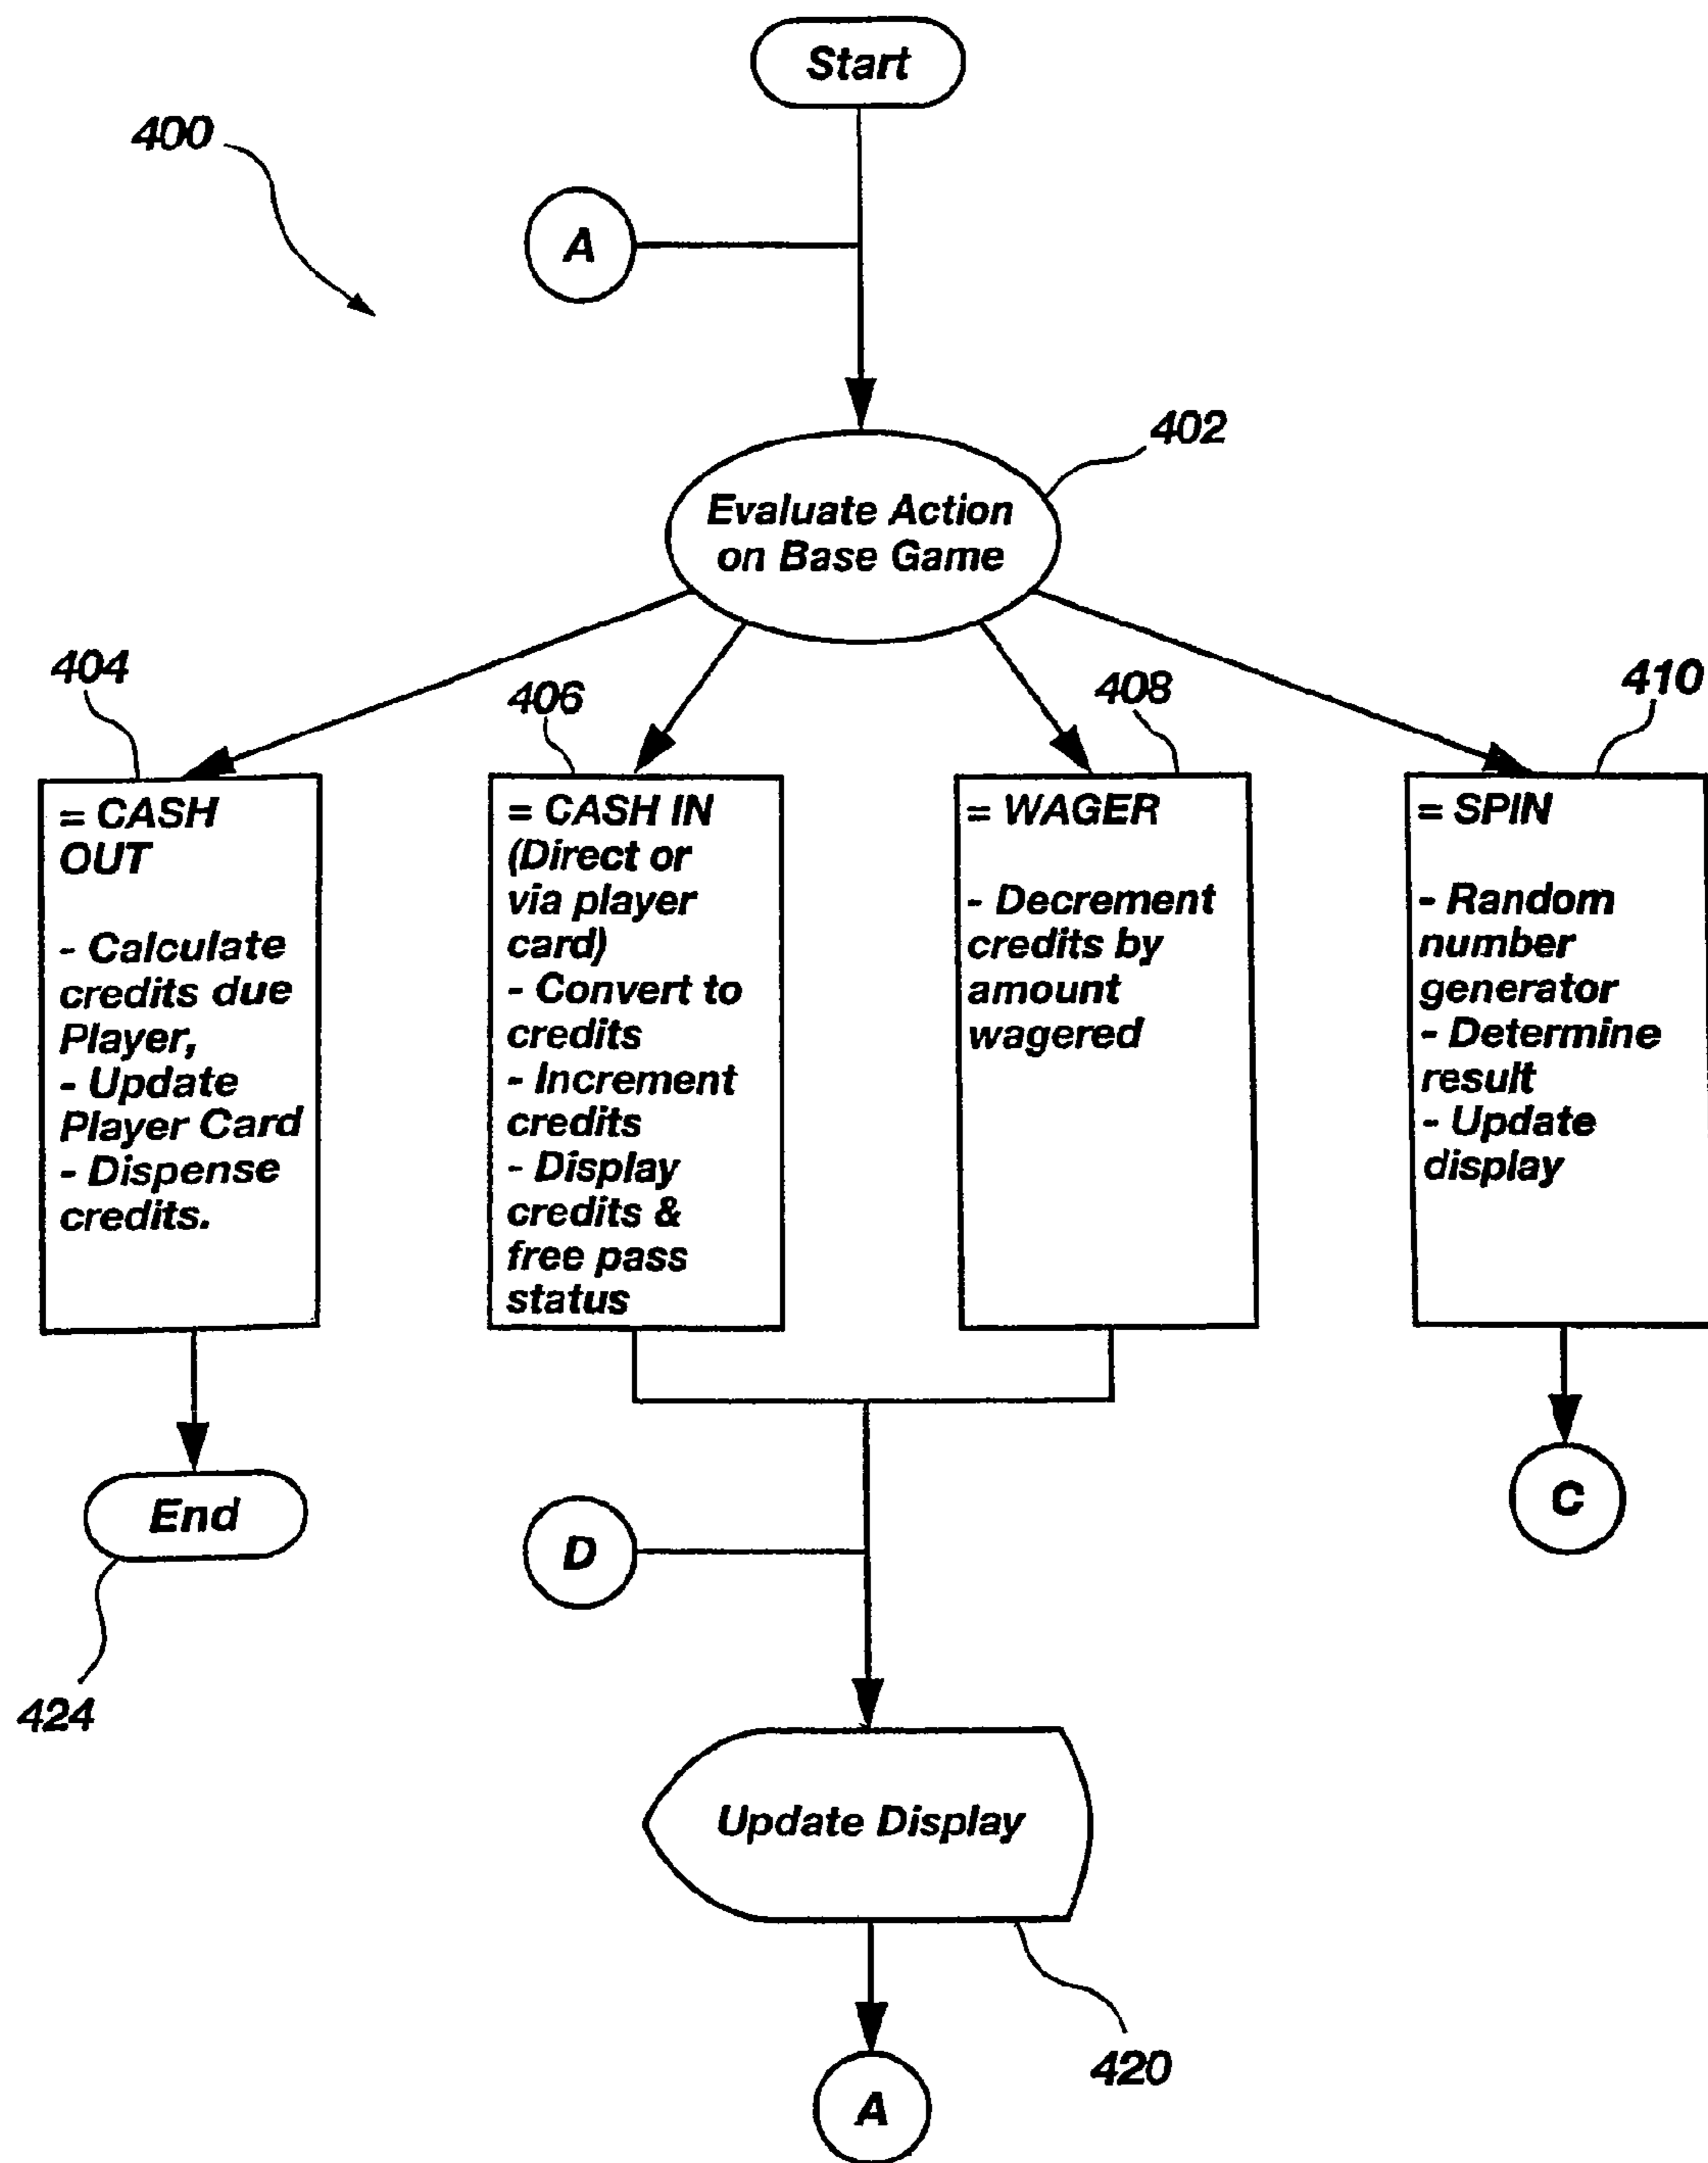 Start
400
A
402
Evaluate Action
on Base Game
404
406
408
410
= CASH
OUT
- Calculate
credits due
Player,
- Update
Player Card
- Dispense
credits.
= CASH IN
(Direct or
via player
card)
- Convert to
credits
- Increment
credits
- Display
credits &
free pass
status
= WAGER
- Decrement
credits by
amount
wagered
= SPIN
- Random
number
generator
- Determine
result
- Update
display
End
424
D
C
Update Display
420
A